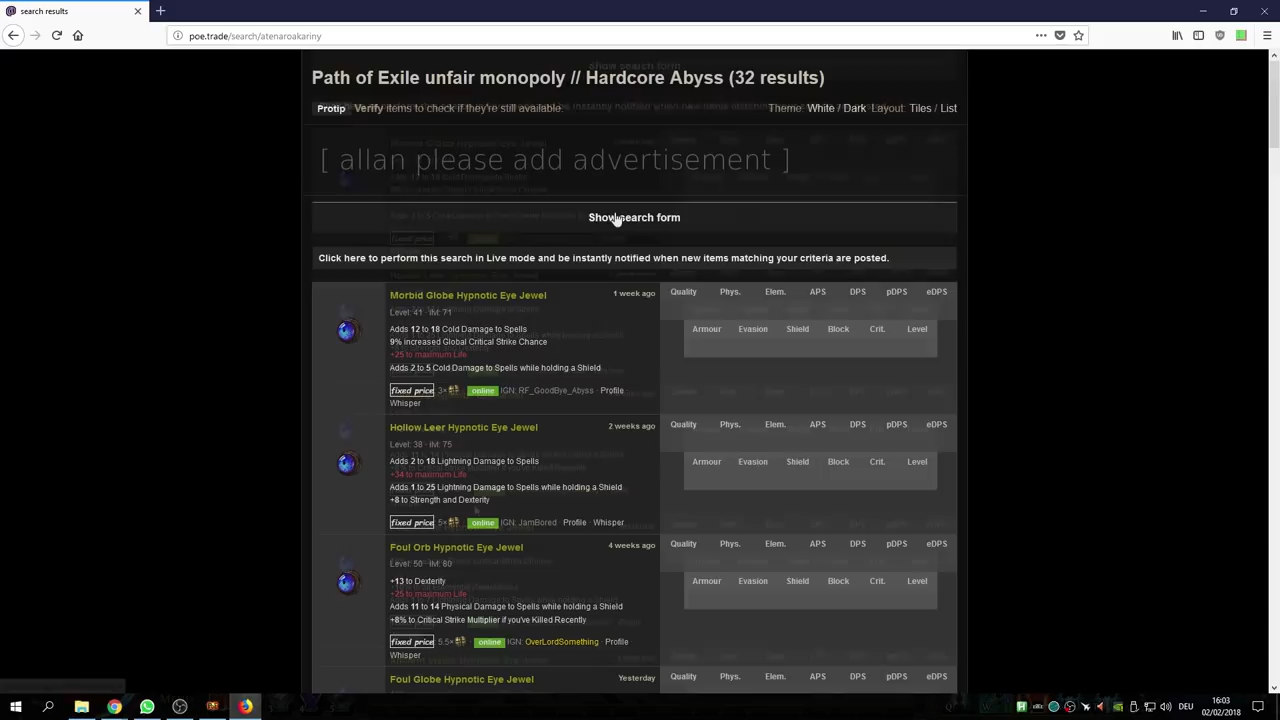 search results
poe.trade/search/atenaroakariny
Path of Exile unfair monopoly // Hardcore Abyss (32 results)
Protip Verify items to check if they're still available.
Theme: White / Dark Layout: Tiles / List
[ allan please add advertisement ]
Show search form
Click here to perform this search in Live mode and be instantly notified when new items matching your criteria are posted.
Morbid Globe Hypnotic Eye Jewel 1 week ago
Level: 41 · ilvl: 71
Adds 12 to 18 Cold Damage to Spells
9% increased Global Critical Strike Chance
+25 to maximum Life
Adds 2 to 5 Cold Damage to Spells while holding a Shield
fixed price 3× online IGN: RF_GoodBye_Abyss · Profile
Whisper
Quality Phys. Elem. APS DPS pDPS eDPS
Armour Evasion Shield Block Crit. Level
Hollow Leer Hypnotic Eye Jewel 2 weeks ago
Level: 38 · ilvl: 75
Adds 2 to 18 Lightning Damage to Spells
+34 to maximum Life
Adds 1 to 25 Lightning Damage to Spells while holding a Shield
+8 to Strength and Dexterity
fixed price 5× online IGN: JamBored · Profile · Whisper
Quality Phys. Elem. APS DPS pDPS eDPS
Armour Evasion Shield Block Crit. Level
Foul Orb Hypnotic Eye Jewel 4 weeks ago
Level: 50 · ilvl: 80
+13 to Dexterity
+25 to maximum Life
Adds 11 to 14 Physical Damage to Spells while holding a Shield
+8% to Critical Strike Multiplier if you've Killed Recently
fixed price 5.5× online IGN: OverLordSomething · Profile
Whisper
Quality Phys. Elem. APS DPS pDPS eDPS
Armour Evasion Shield Block Crit. Level
Foul Globe Hypnotic Eye Jewel Yesterday
Quality Phys. Elem. APS DPS pDPS eDPS
DEU
16:03
02/02/2018